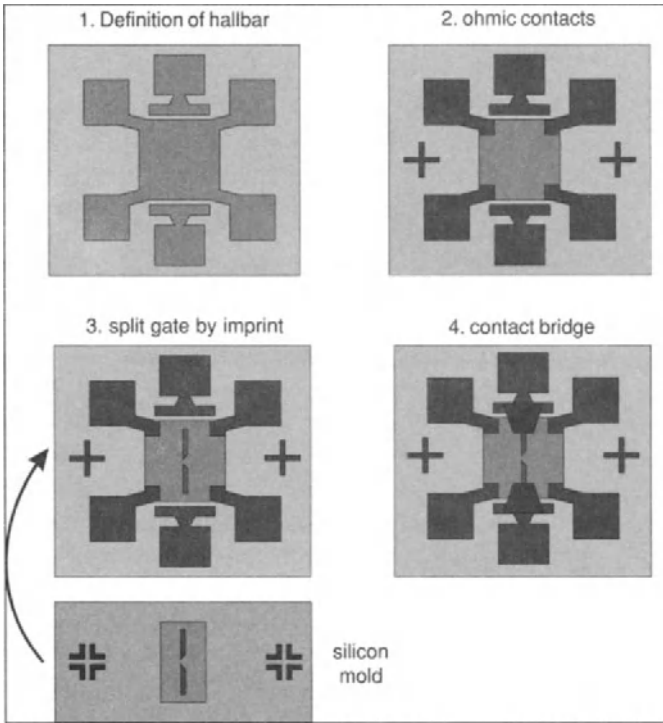 1. Definition of hallbar
2. ohmic contacts
3. split gate by imprint
4. contact bridge
silicon
mold